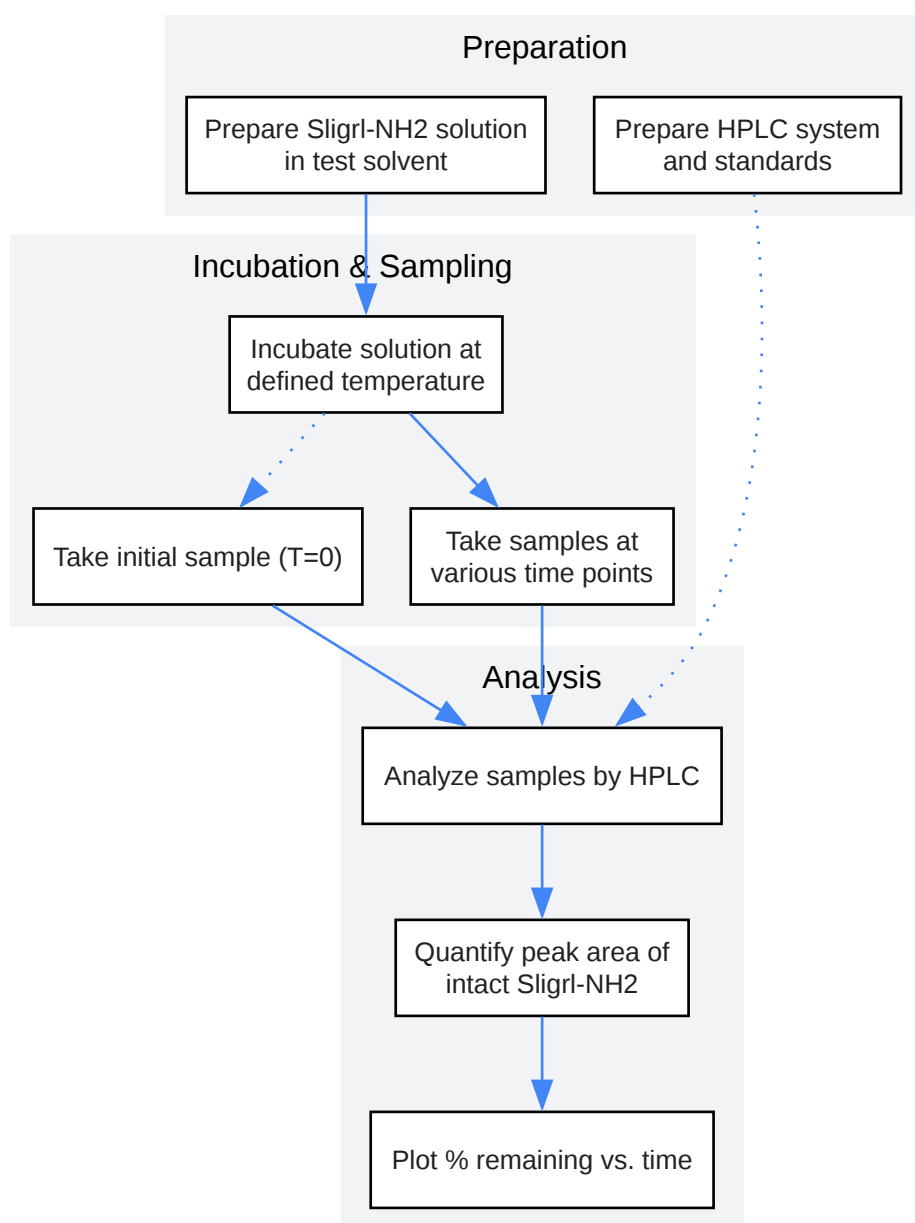 Preparation
Prepare Sligrl-NH2 solution
in test solvent
Prepare HPLC system
and standards
Incubation & Sampling
Incubate solution at
defined temperature
Take initial sample (T=0)
Take samples at
various time points
Analysis
Analyze samples by HPLC
Quantify peak area of
intact Sligrl-NH2
Plot % remaining vs. time